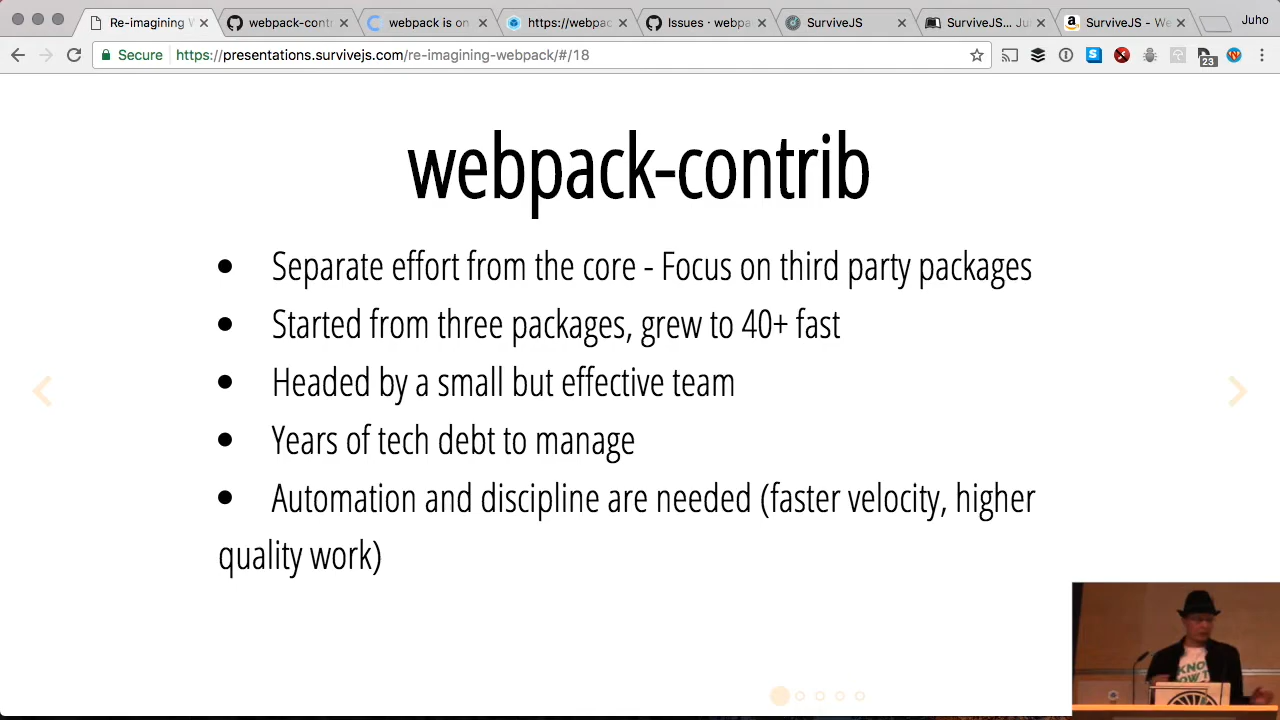 Re-imagining W
webpack-cont
webpack is on
https://webpac
Issues · webpa
SurviveJS
SurviveJS... Ju
SurviveJS – We
Juho
Secure https://presentations.survivejs.com/re-imagining-webpack/#/18
23
webpack-contrib
• Separate effort from the core - Focus on third party packages
• Started from three packages, grew to 40+ fast
• Headed by a small but effective team
• Years of tech debt to manage
• Automation and discipline are needed (faster velocity, higher
quality work)